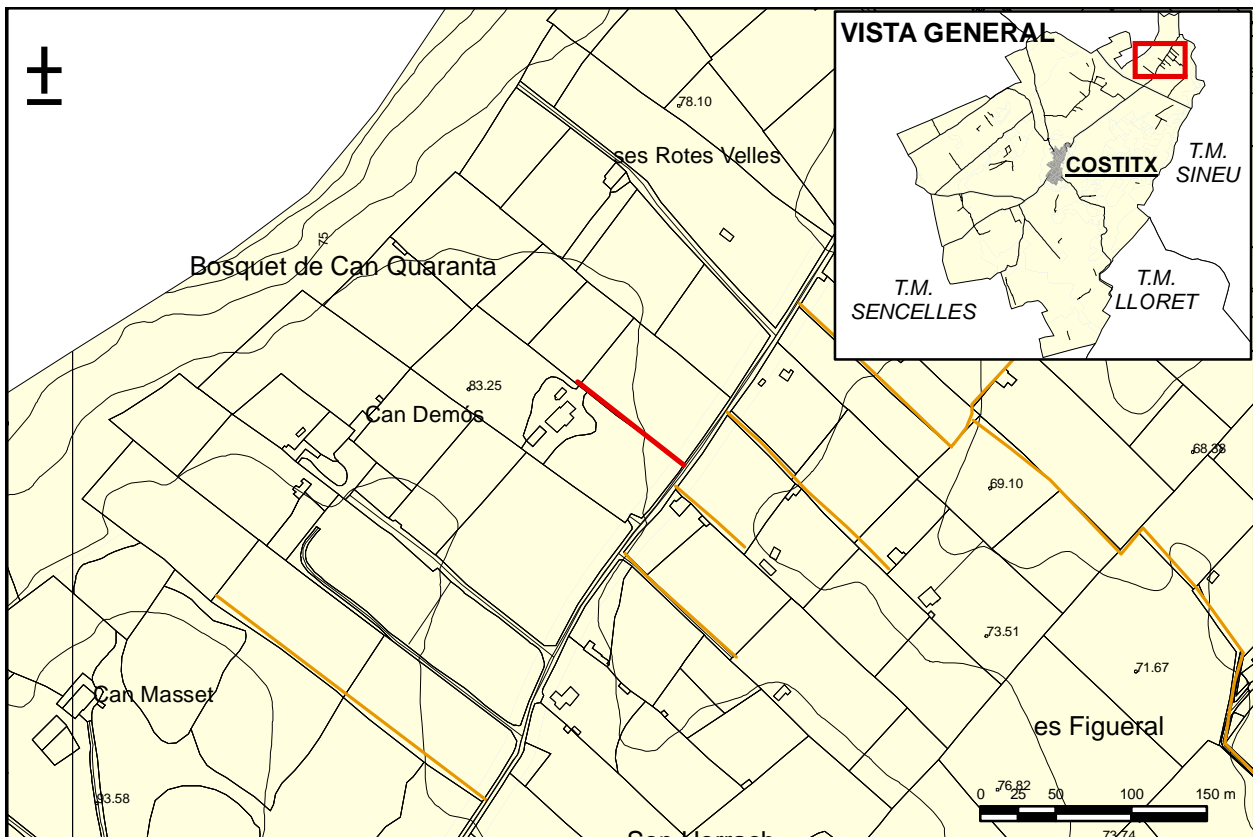 VISTA GENERAL
COSTITX
T.M.
SINEU
T.M.
SENCELLES
T.M.
LLORET
78.10
ses Rotes Velles
75
Bosquet de Can Quaranta
83.25
Can Demós
68.38
69.10
73.51
71.67
Can Masset
es Figueral
93.58
76.82
0 25 50 100 150 m
73.74
Son Horrach